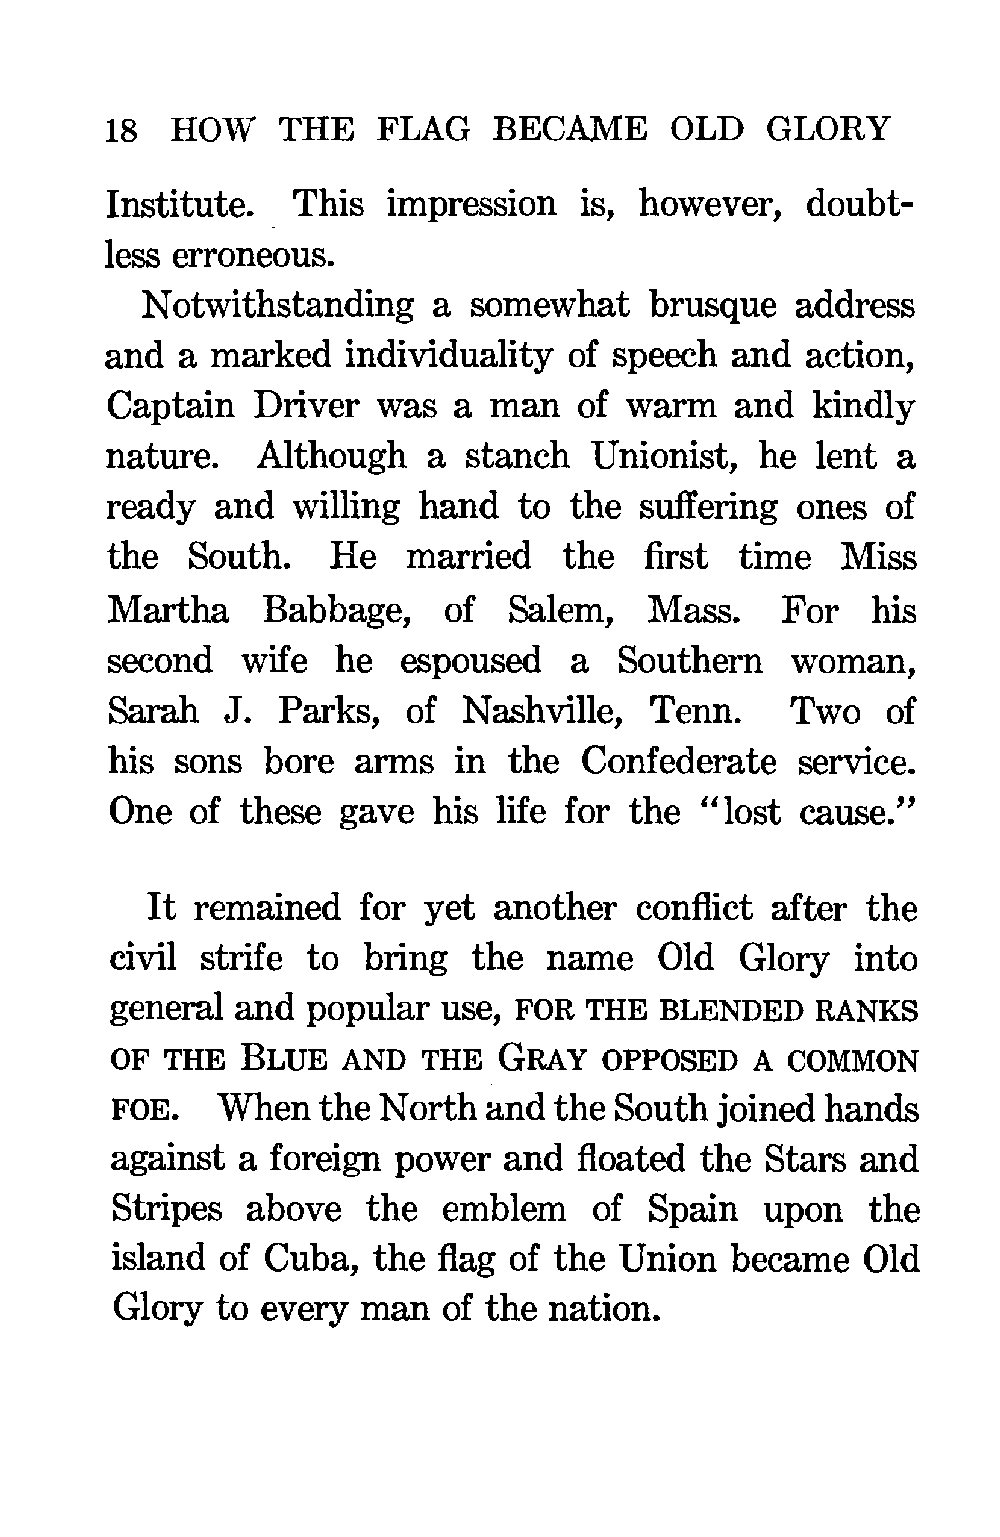 18 HOW THE FLAG BECAME OLD GLORY
Institute. This impression is, however, doubt-
less erroneous.
Notwithstanding a somewhat brusque address
and a marked individuality of speech and action,
Captain Driver was a man of warm and kindly
nature. Although a stanch Unionist, he lent a
ready and willing hand to the suffering ones of
the South. He married the first time Miss
Martha Babbage, of Salem, Mass. For his
second wife he espoused a Southern woman,
Sarah J. Parks, of Nashville, Tenn. Two of
his sons bore arms in the Confederate service.
One of these gave his life for the “lost cause.”
It remained for yet another conflict after the
civil strife to bring the name Old Glory into
general and popular use, FOR THE BLENDED RANKS
OF THE BLUE AND THE GRAY OPPOSED A COMMON
FOE. When the North and the South joined hands
against a foreign power and floated the Stars and
Stripes above the emblem of Spain upon the
island of Cuba, the flag of the Union became Old
Glory to every man of the nation.